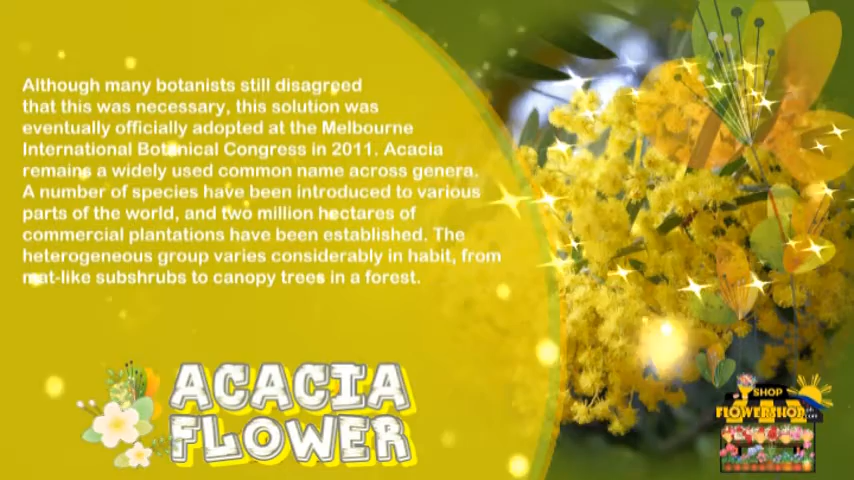 Although many botanists still disagreed
that this was necessary, this solution was
eventually officially adopted at the Melbourne
International Botanical Congress in 2011. Acacia
remains a widely used common name across genera.
A number of species have been introduced to various
parts of the world, and two million hectares of
commercial plantations have been established. The
heterogeneous group varies considerably in habit, from
mat-like subshrubs to canopy trees in a forest.
ACACIA
FLOWER
SHOP
FLOWERSHOP